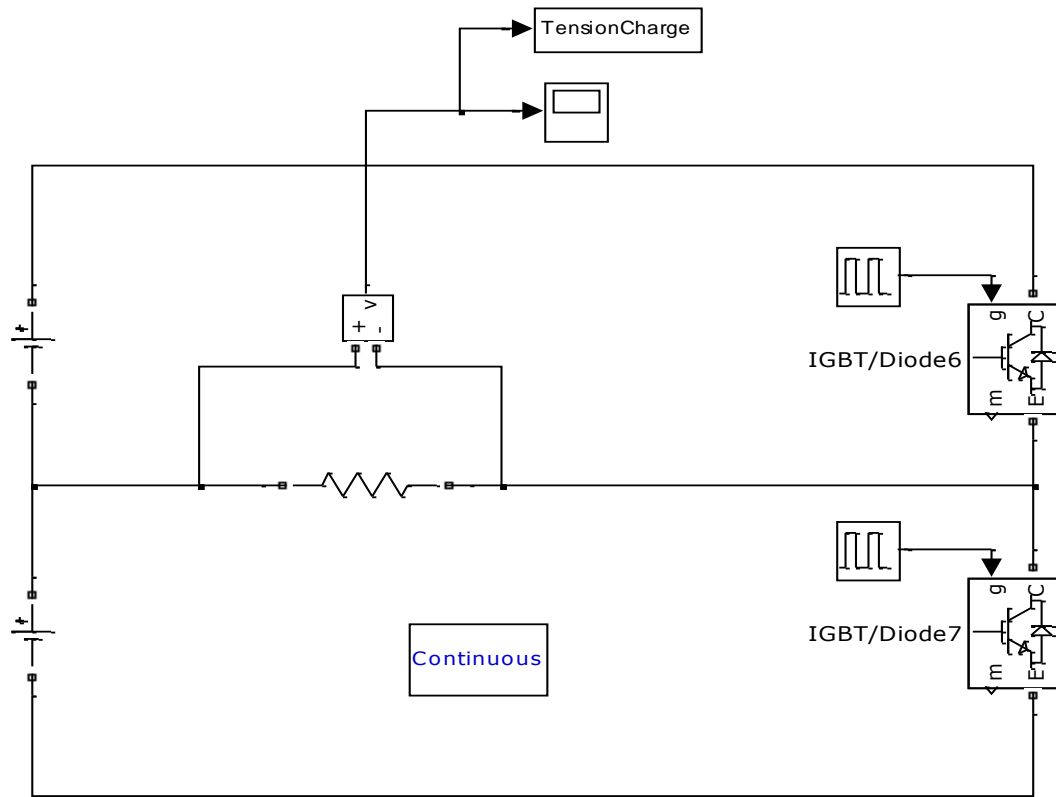 TensionCharge
v
+
-
+
g
C
IGBT/Diode6
m
E
+
g
C
IGBT/Diode7
m
E
Continuous